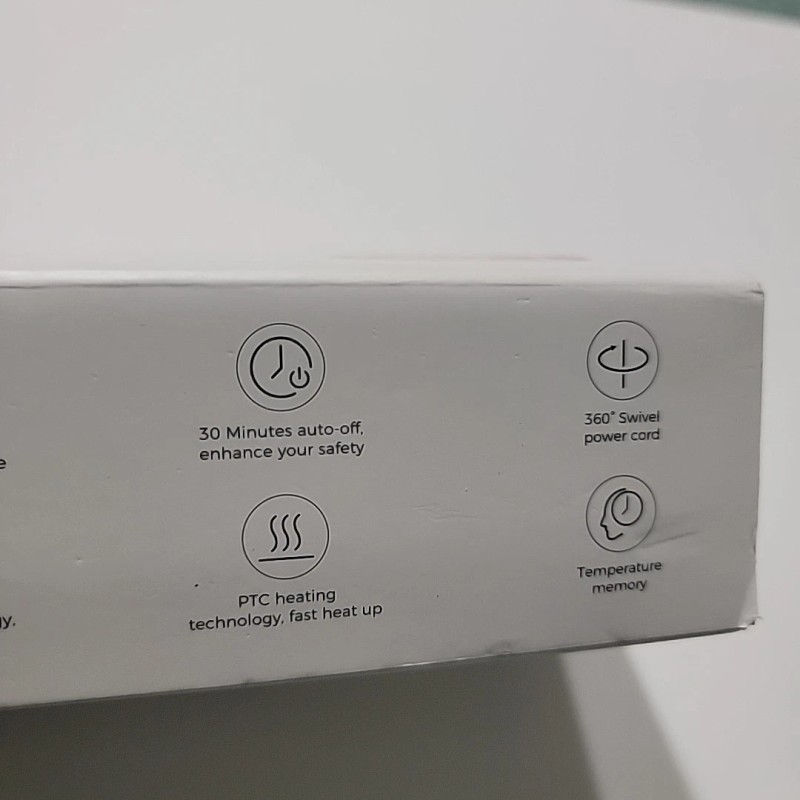 30 Minutes auto-off,
enhance your safety
360° Swivel
power cord
PTC heating
technology, fast heat up
Temperature
memory